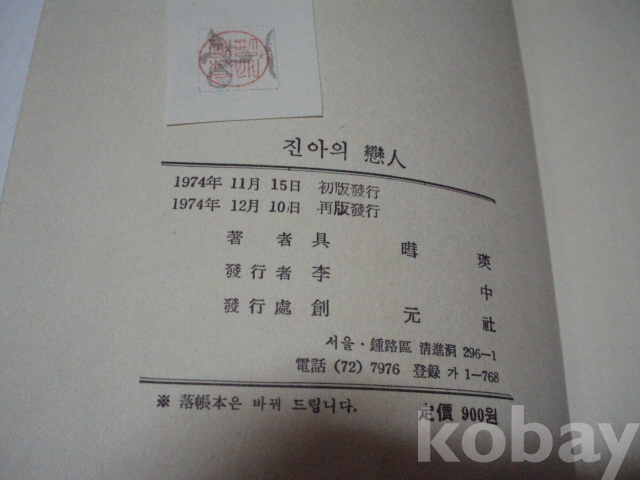 진아의 戀人
1974年 11月 15日 初版發行
1974年 12月 10日 再版發行
著者 具 暳 瑛
發行者 李 中
發行處 創元社
서울·鍾路區 淸進洞 296-1
電話 (72) 7976 登録 가 1-768
※ 落帳本은 바꿔 드립니다.
定價 900원
kobay